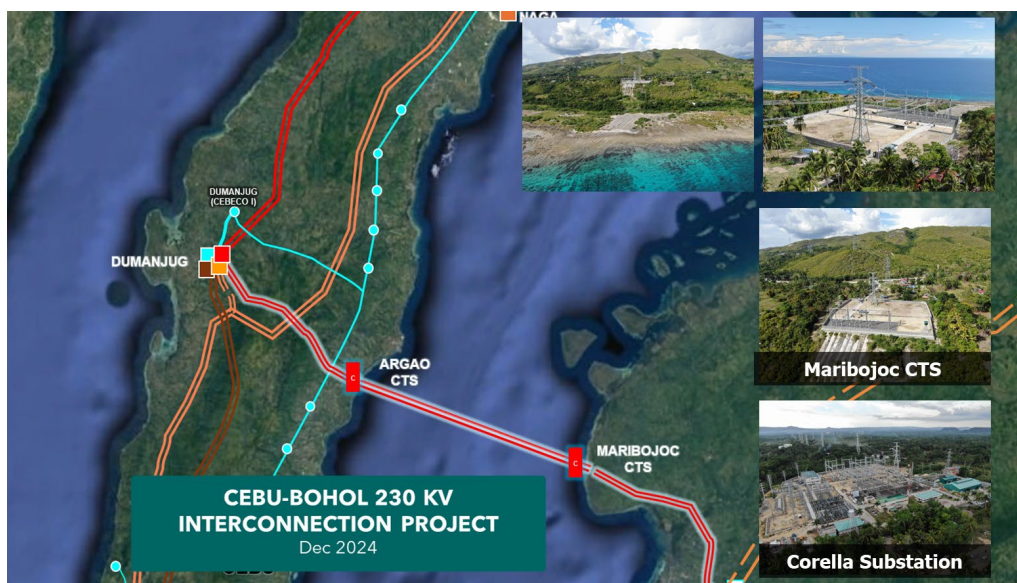 NAGA
DUMANJUG
(CEBECO I)
DUMANJUG
ARGAO
CTS
C
MARIBOJOC
CTS
C
CEBU-BOHOL 230 KV
INTERCONNECTION PROJECT
Dec 2024
CEBU
Maribojoc CTS
Corella Substation